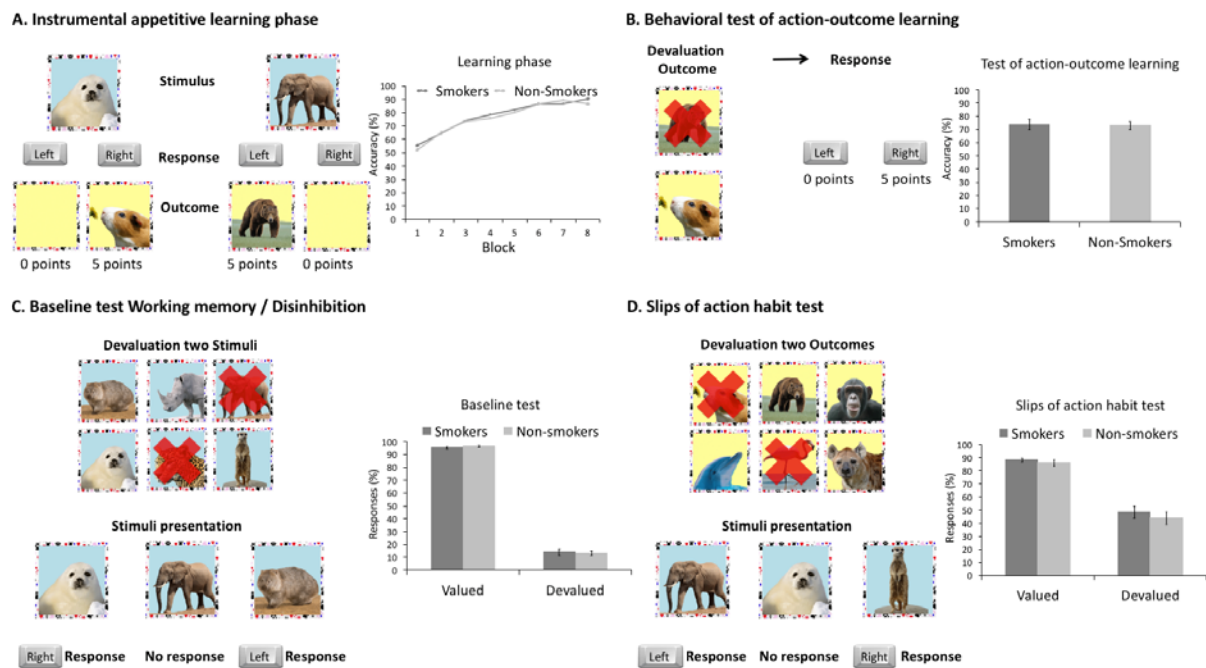 A. Instrumental appetitive learning phase
Stimulus
Left Right Response Left Right
Outcome
0 points 5 points 5 points 0 points
Learning phase
Smokers Non-Smokers
Accuracy (%)
100
90
80
70
60
50
40
30
20
10
0
1 2 3 4 5 6 7 8
Block
B. Behavioral test of action-outcome learning
Devaluation
Outcome
Response
Left Right
0 points 5 points
Test of action-outcome learning
Accuracy (%)
100
90
80
70
60
50
40
30
20
10
0
Smokers Non-Smokers
C. Baseline test Working memory / Disinhibition
Devaluation two Stimuli
Stimuli presentation
Right Response No response Left Response
Baseline test
Smokers Non-smokers
Responses (%)
100
90
80
70
60
50
40
30
20
10
0
Valued Devalued
D. Slips of action habit test
Devaluation two Outcomes
Stimuli presentation
Left Response No response Right Response
Slips of action habit test
Smokers Non-smokers
Responses (%)
100
90
80
70
60
50
40
30
20
10
0
Valued Devalued